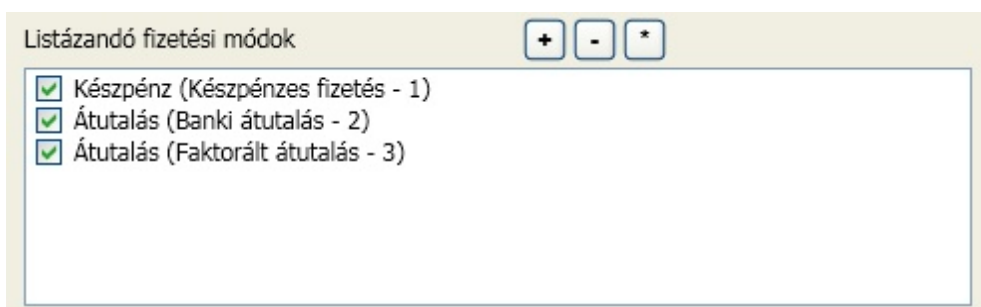 Listázandó fizetési módok + - *
Készpénz (Készpénzes fizetés - 1)
Átutalás (Banki átutalás - 2)
Átutalás (Faktorált átutalás - 3)